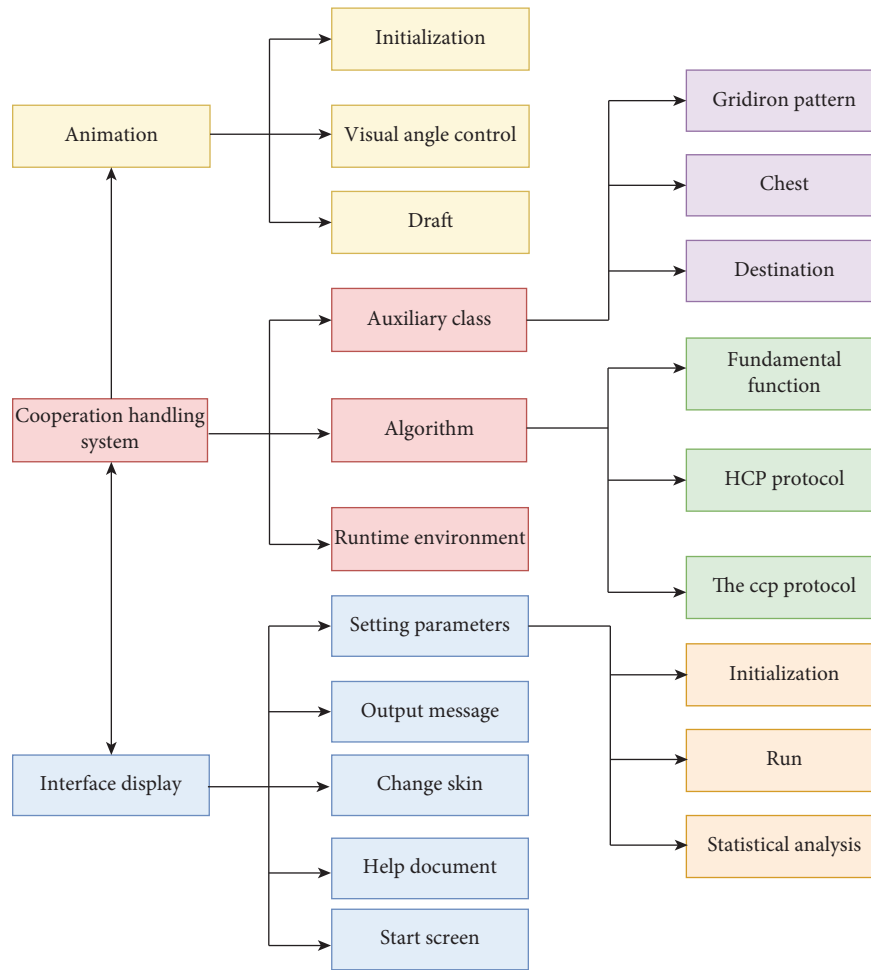 Initialization
Animation
Visual angle control
Draft
Gridiron pattern
Chest
Destination
Auxiliary class
Cooperation handling
system
Algorithm
Runtime environment
Fundamental
function
HCP protocol
The ccp protocol
Setting parameters
Output message
Interface display
Change skin
Help document
Start screen
Initialization
Run
Statistical analysis